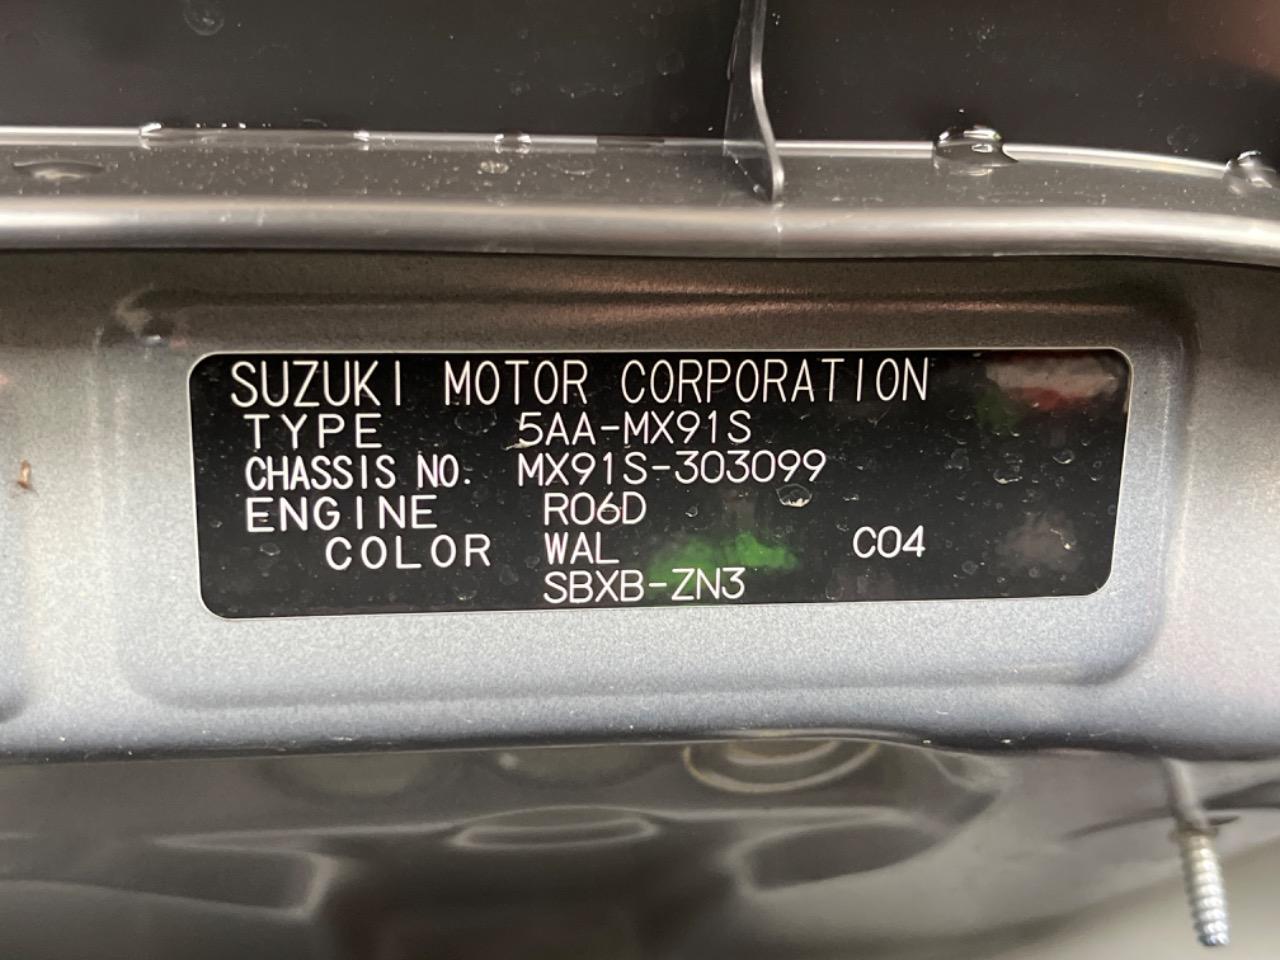 SUZUKI MOTOR CORPORATION
TYPE 5AA-MX91S
CHASSIS NO. MX91S-303099
ENGINE R06D
COLOR WAL C04
SBXB-ZN3